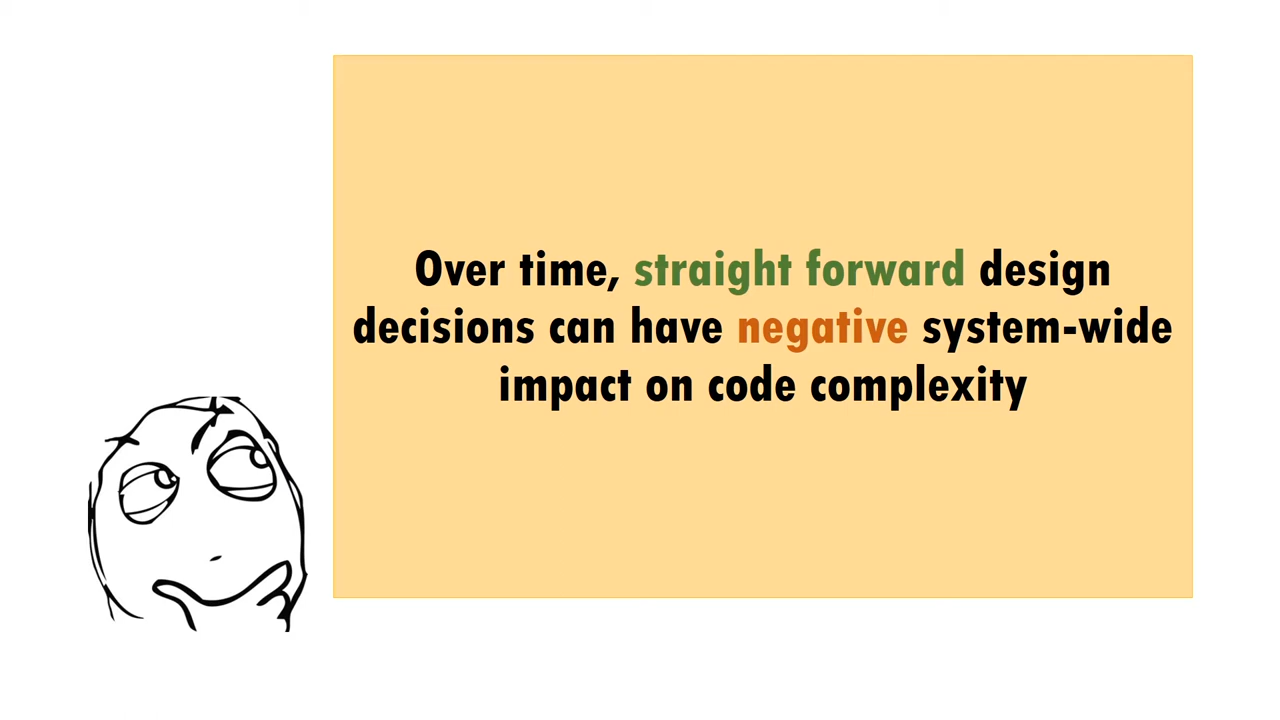 Over time, straight forward design
decisions can have negative system-wide
impact on code complexity